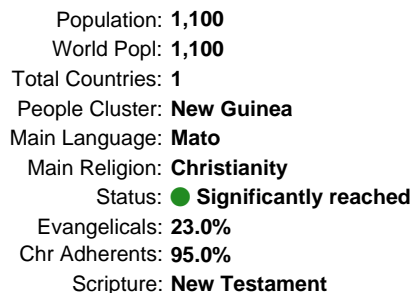 Population: 1,100
World Popl: 1,100
Total Countries: 1
People Cluster: New Guinea
Main Language: Mato
Main Religion: Christianity
Status: Significantly reached
Evangelicals: 23.0%
Chr Adherents: 95.0%
Scripture: New Testament